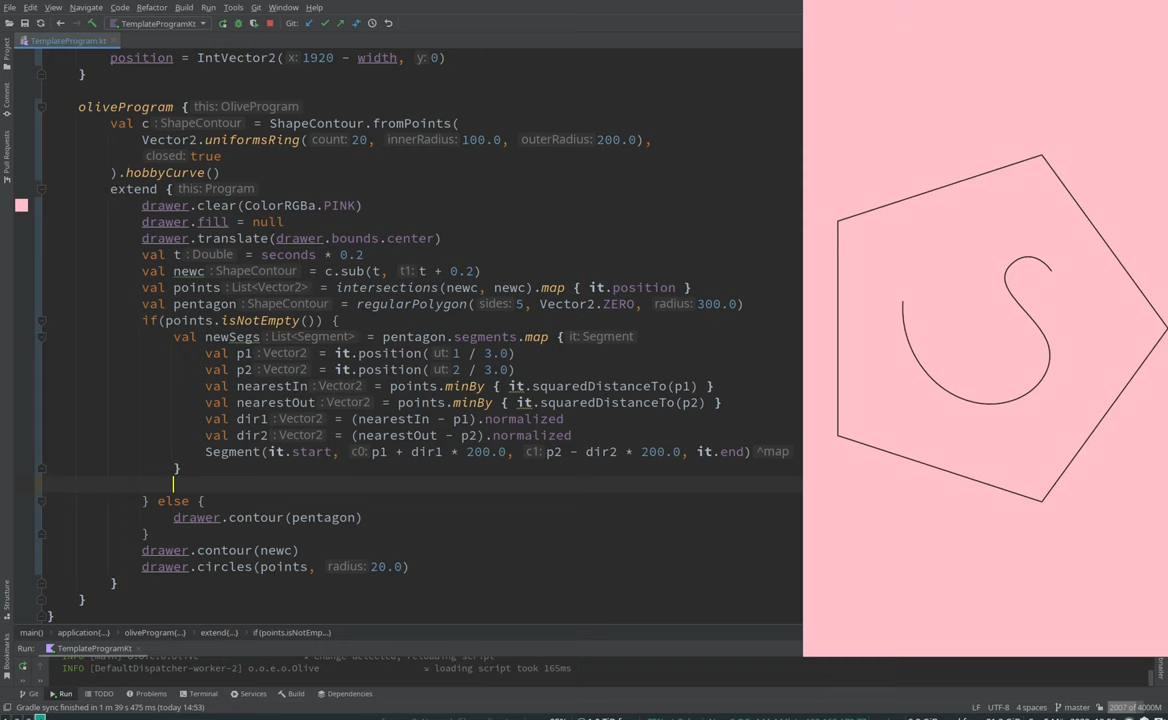 File Edit View Navigate Code Refactor Build Run Tools Git Window Help
TemplateProgramKt Git:
TemplateProgram.kt
Project
Commit
Pull Requests
Structure
Bookmarks
position = IntVector2( x: 1920 - width, y: 0)
}
oliveProgram { this: OliveProgram
val c : ShapeContour = ShapeContour.fromPoints(
Vector2.uniformsRing( count: 20, innerRadius: 100.0, outerRadius: 200.0),
closed: true
).hobbyCurve()
extend { this: Program
drawer.clear(ColorRGBa.PINK)
drawer.fill = null
drawer.translate(drawer.bounds.center)
val t : Double = seconds * 0.2
val newc : ShapeContour = c.sub(t, t1: t + 0.2)
val points : List<Vector2> = intersections(newc, newc).map { it.position }
val pentagon : ShapeContour = regularPolygon( sides: 5, Vector2.ZERO, radius: 300.0)
if(points.isNotEmpty()) {
val newSegs : List<Segment> = pentagon.segments.map { it: Segment
val p1 : Vector2 = it.position( ut: 1 / 3.0)
val p2 : Vector2 = it.position( ut: 2 / 3.0)
val nearestIn : Vector2 = points.minBy { it.squaredDistanceTo(p1) }
val nearestOut : Vector2 = points.minBy { it.squaredDistanceTo(p2) }
val dir1 : Vector2 = (nearestIn - p1).normalized
val dir2 : Vector2 = (nearestOut - p2).normalized
Segment(it.start, c0: p1 + dir1 * 200.0, c1: p2 - dir2 * 200.0, it.end) ^map
}
} else {
drawer.contour(pentagon)
}
drawer.contour(newc)
drawer.circles(points, radius: 20.0)
}
}
}
main() application{...} oliveProgram{...} extend{...} if (points.isNotEmp...)
Run: TemplateProgramKt
INFO [DefaultDispatcher-worker-2] o.o.e.o.Olive loading script took 165ms
Git Run TODO Problems Terminal Services Build Dependencies
Gradle sync finished in 1 m 39 s 475 ms (today 14:53) LF UTF-8 4 spaces master 2007 of 4000M